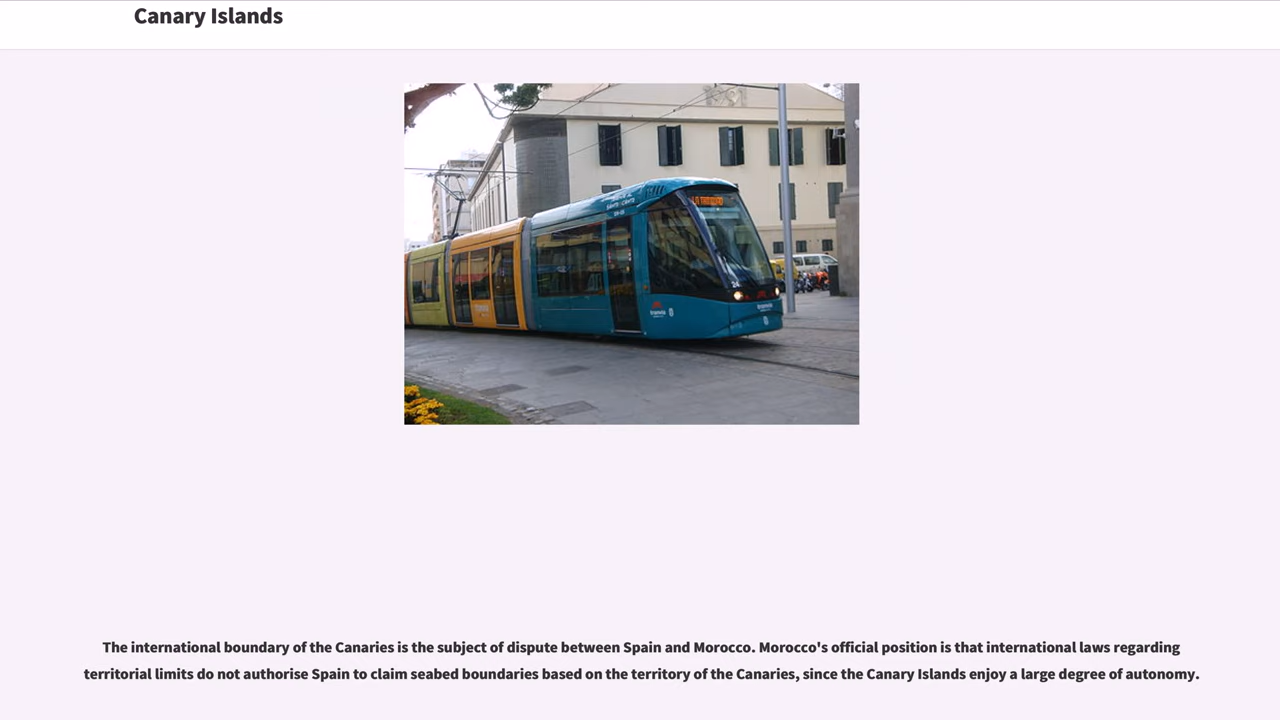 Canary Islands
24
tranvía
The international boundary of the Canaries is the subject of dispute between Spain and Morocco. Morocco's official position is that international laws regarding
territorial limits do not authorise Spain to claim seabed boundaries based on the territory of the Canaries, since the Canary Islands enjoy a large degree of autonomy.